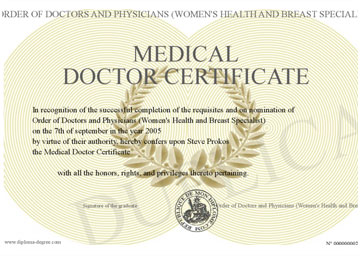 ORDER OF DOCTORS AND PHYSICIANS (WOMEN'S HEALTH AND BREAST SPECIAL
MEDICAL
DOCTOR CERTIFICATE
In recognition of the successful completion of the requisites and on nomination of
Order of Doctors and Physicians (Women's Health and Breast Specialist)
on the 7th of september in the year 2005
by virtue of their authority, hereby confers upon Steve Prokos
the Medical Doctor Certificate
with all the honors, rights, and privileges thereto pertaining.
Signature of the graduate
Order of Doctors and Physicians (Women's Health and Bre
DUPLICA
www.diploma-degree.com